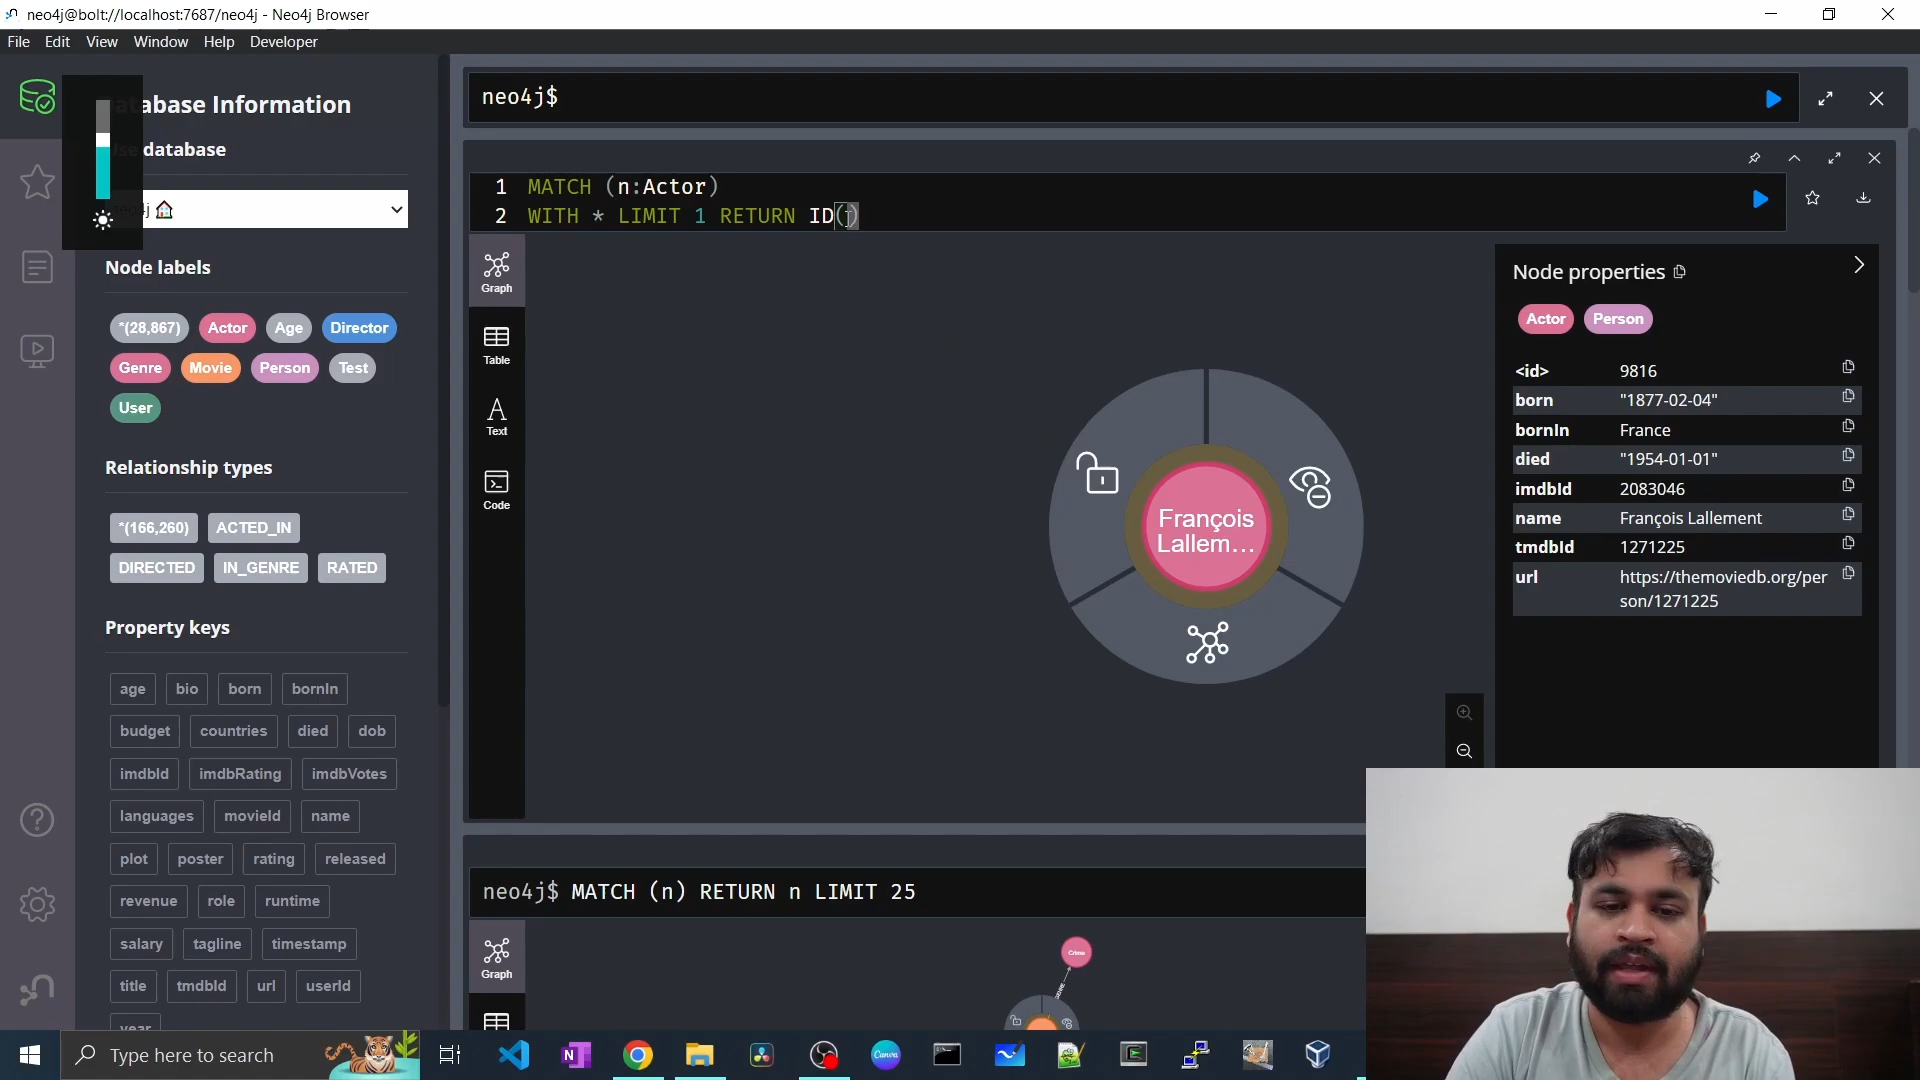 neo4j@bolt://localhost:7687/neo4j - Neo4j Browser
File Edit View Window Help Developer
tabase Information
database
Node labels
*(28,867) Actor Age Director
Genre Movie Person Test
User
Relationship types
*(166,260) ACTED_IN
DIRECTED IN_GENRE RATED
Property keys
age bio born bornIn
budget countries died dob
imdbId imdbRating imdbVotes
languages movieId name
plot poster rating released
revenue role runtime
salary tagline timestamp
title tmdbId url userId
year
neo4j$
1 MATCH (n:Actor)
2 WITH * LIMIT 1 RETURN ID()
Graph
Table
Text
Code
François
Lallem...
Node properties
Actor Person
<id> 9816
born "1877-02-04"
bornIn France
died "1954-01-01"
imdbId 2083046
name François Lallement
tmdbId 1271225
url https://themoviedb.org/per
son/1271225
neo4j$ MATCH (n) RETURN n LIMIT 25
Graph
Crime
Type here to search
Canva